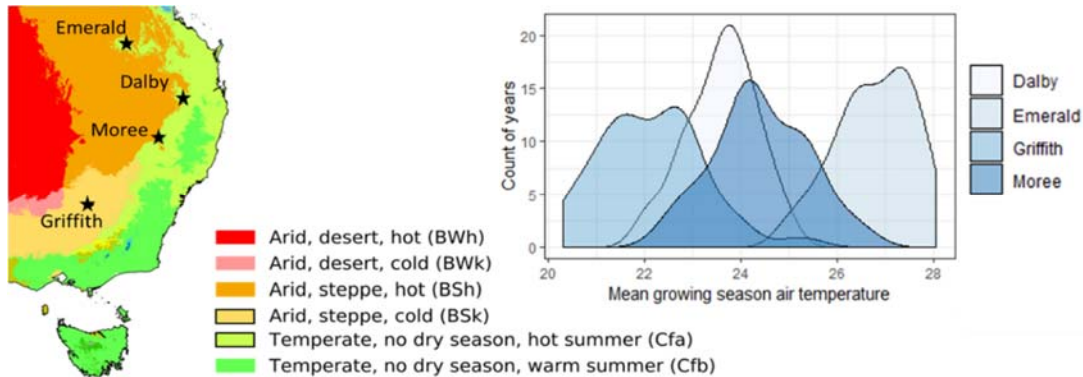 Emerald
Dalby
Moree
Griffith
Arid, desert, hot (BWh)
Arid, desert, cold (BWk)
Arid, steppe, hot (BSh)
Arid, steppe, cold (BSk)
Temperate, no dry season, hot summer (Cfa)
Temperate, no dry season, warm summer (Cfb)
Count of years
20
15
10
5
0
20 22 24 26 28
Mean growing season air temperature
Dalby
Emerald
Griffith
Moree